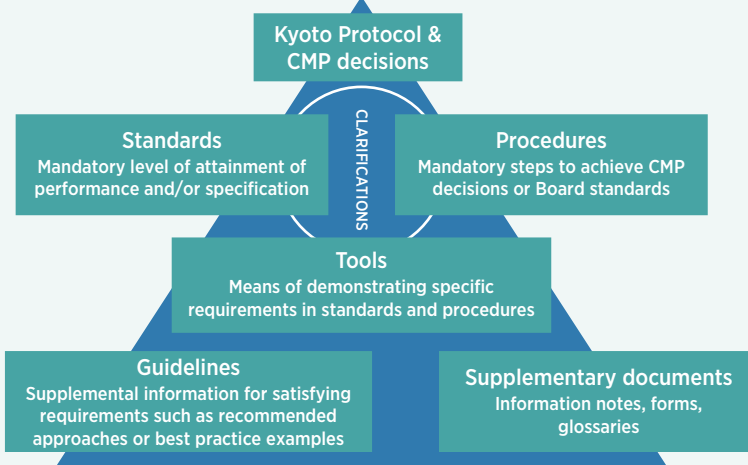 Kyoto Protocol &
CMP decisions
Standards
Mandatory level of attainment of
performance and/or specification
CLARIFICATIONS
Procedures
Mandatory steps to achieve CMP
decisions or Board standards
Tools
Means of demonstrating specific
requirements in standards and procedures
Guidelines
Supplemental information for satisfying
requirements such as recommended
approaches or best practice examples
Supplementary documents
Information notes, forms,
glossaries